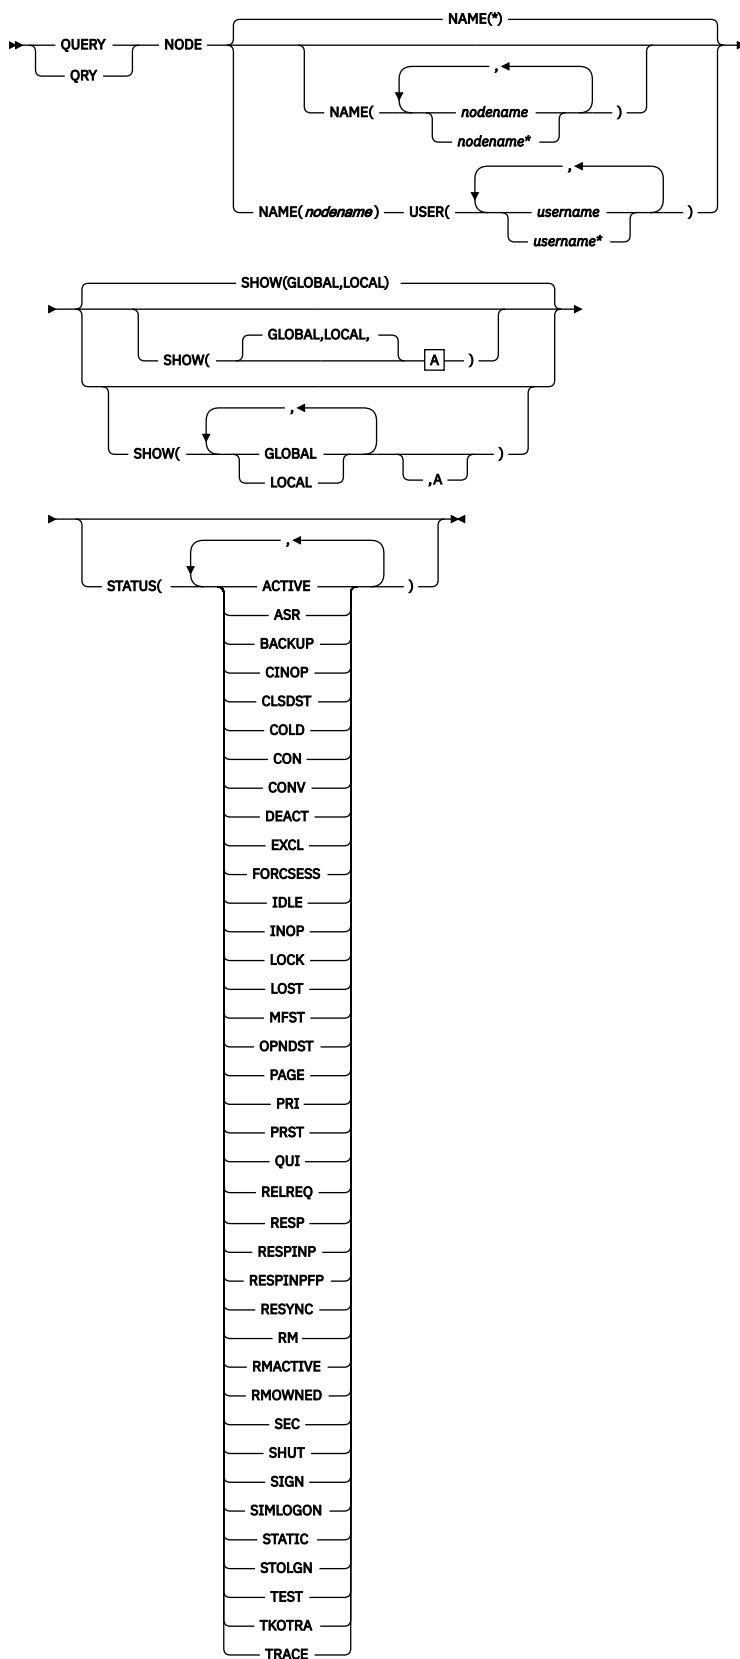 NAME(*)
QUERY NODE
QRY
,
NAME( nodename )
nodename*
,
NAME(nodename) USER( username )
username*
SHOW(GLOBAL,LOCAL)
GLOBAL,LOCAL,
SHOW( A )
,
SHOW( GLOBAL )
LOCAL ,A
,
STATUS( ACTIVE )
ASR
BACKUP
CINOP
CLSDST
COLD
CON
CONV
DEACT
EXCL
FORCSESS
IDLE
INOP
LOCK
LOST
MFST
OPNDST
PAGE
PRI
PRST
QUI
RELREQ
RESP
RESPINP
RESPINPFP
RESYNC
RM
RMACTIVE
RMOWNED
SEC
SHUT
SIGN
SIMLOGON
STATIC
STOLGN
TEST
TKOTRA
TRACE